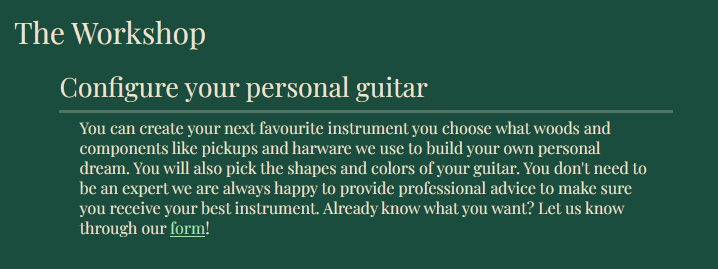 The Workshop
Configure your personal guitar
You can create your next favourite instrument you choose what woods and
components like pickups and harware we use to build your own personal
dream. You will also pick the shapes and colors of your guitar. You don't need to
be an expert we are always happy to provide professional advice to make sure
you receive your best instrument. Already know what you want? Let us know
through our form!